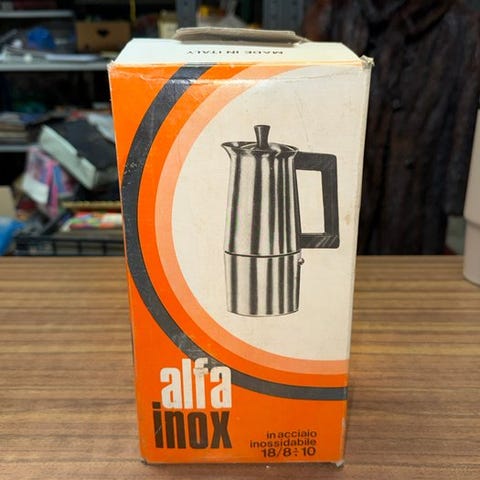 MADE IN ITALY
alfa
inox
in acciaio
inossidabile
18/8÷10